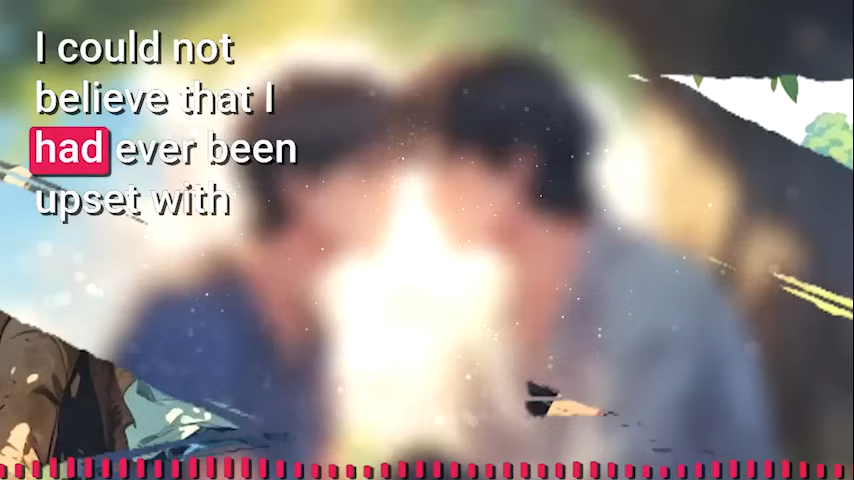 I could not
believe that I
had ever been
upset with